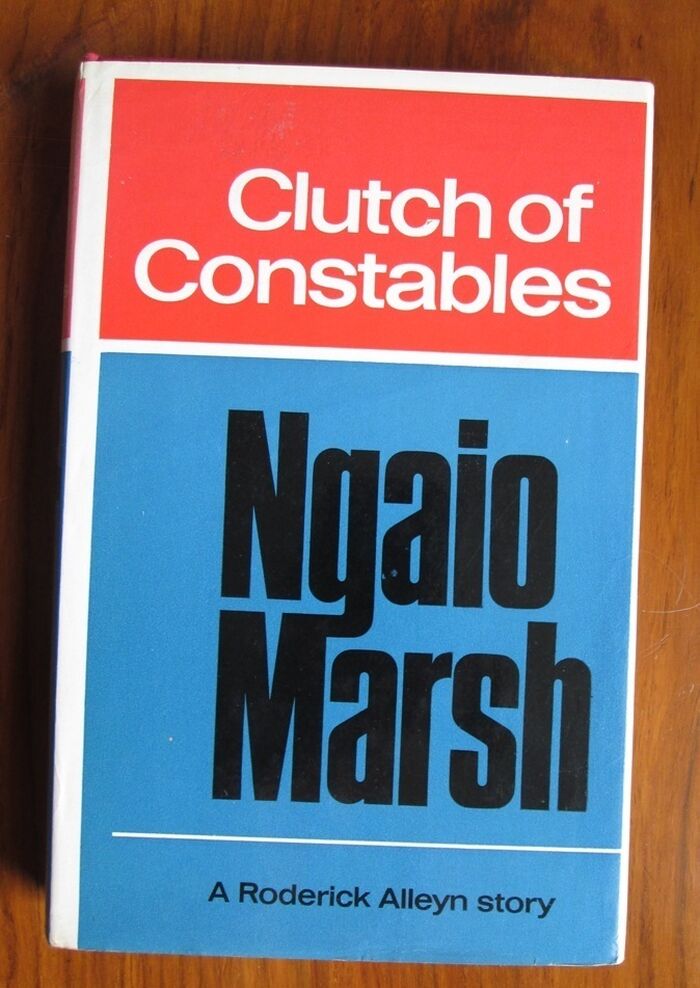 Clutch of
Constables
Ngaio
Marsh
A Roderick Alleyn story